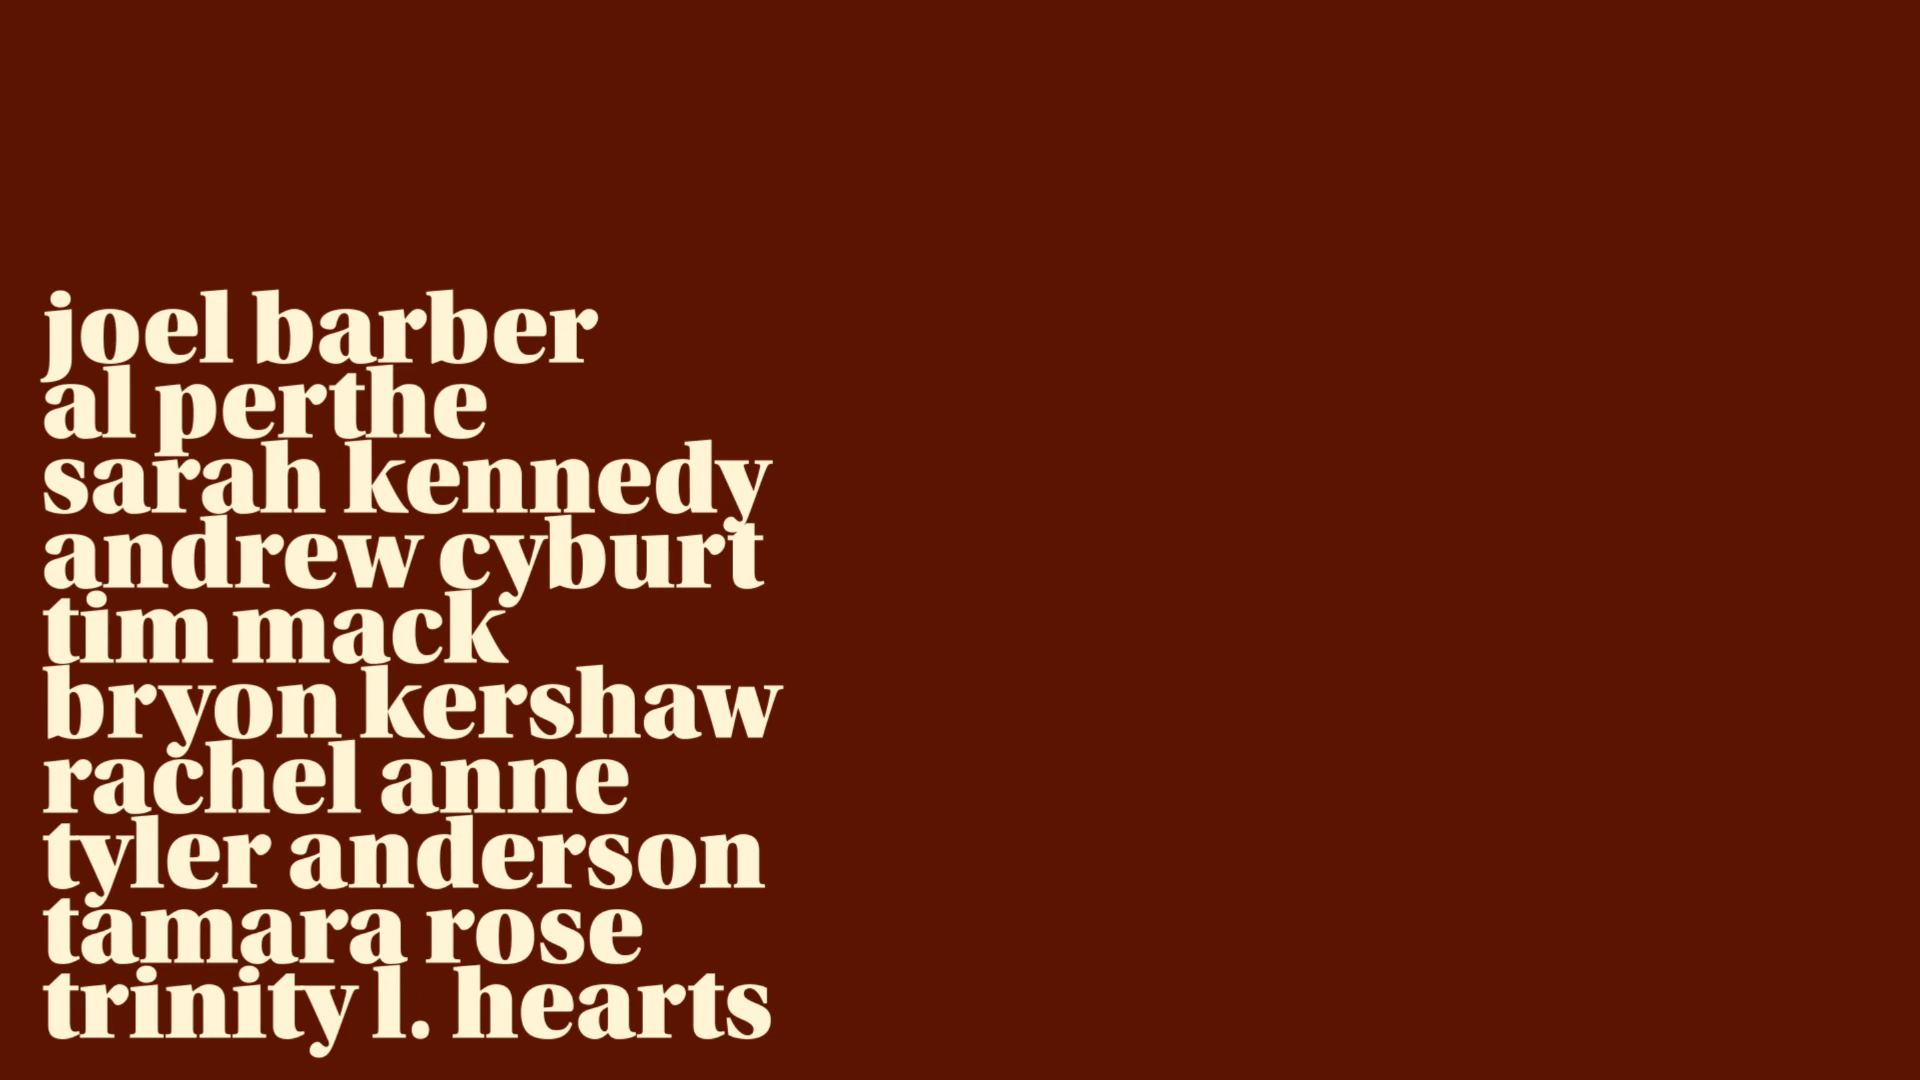 joel barber
al perthe
sarah kennedy
andrew cyburt
tim mack
bryon kershaw
rachel anne
tyler anderson
tamara rose
trinity l. hearts